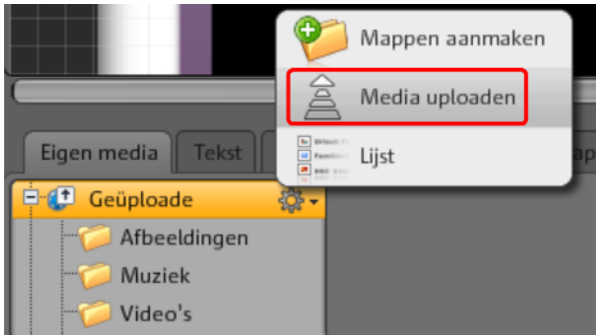 Mappen aanmaken
Media uploaden
Lijst
Eigen media
Tekst
Geüploade
Afbeeldingen
Muziek
Video's